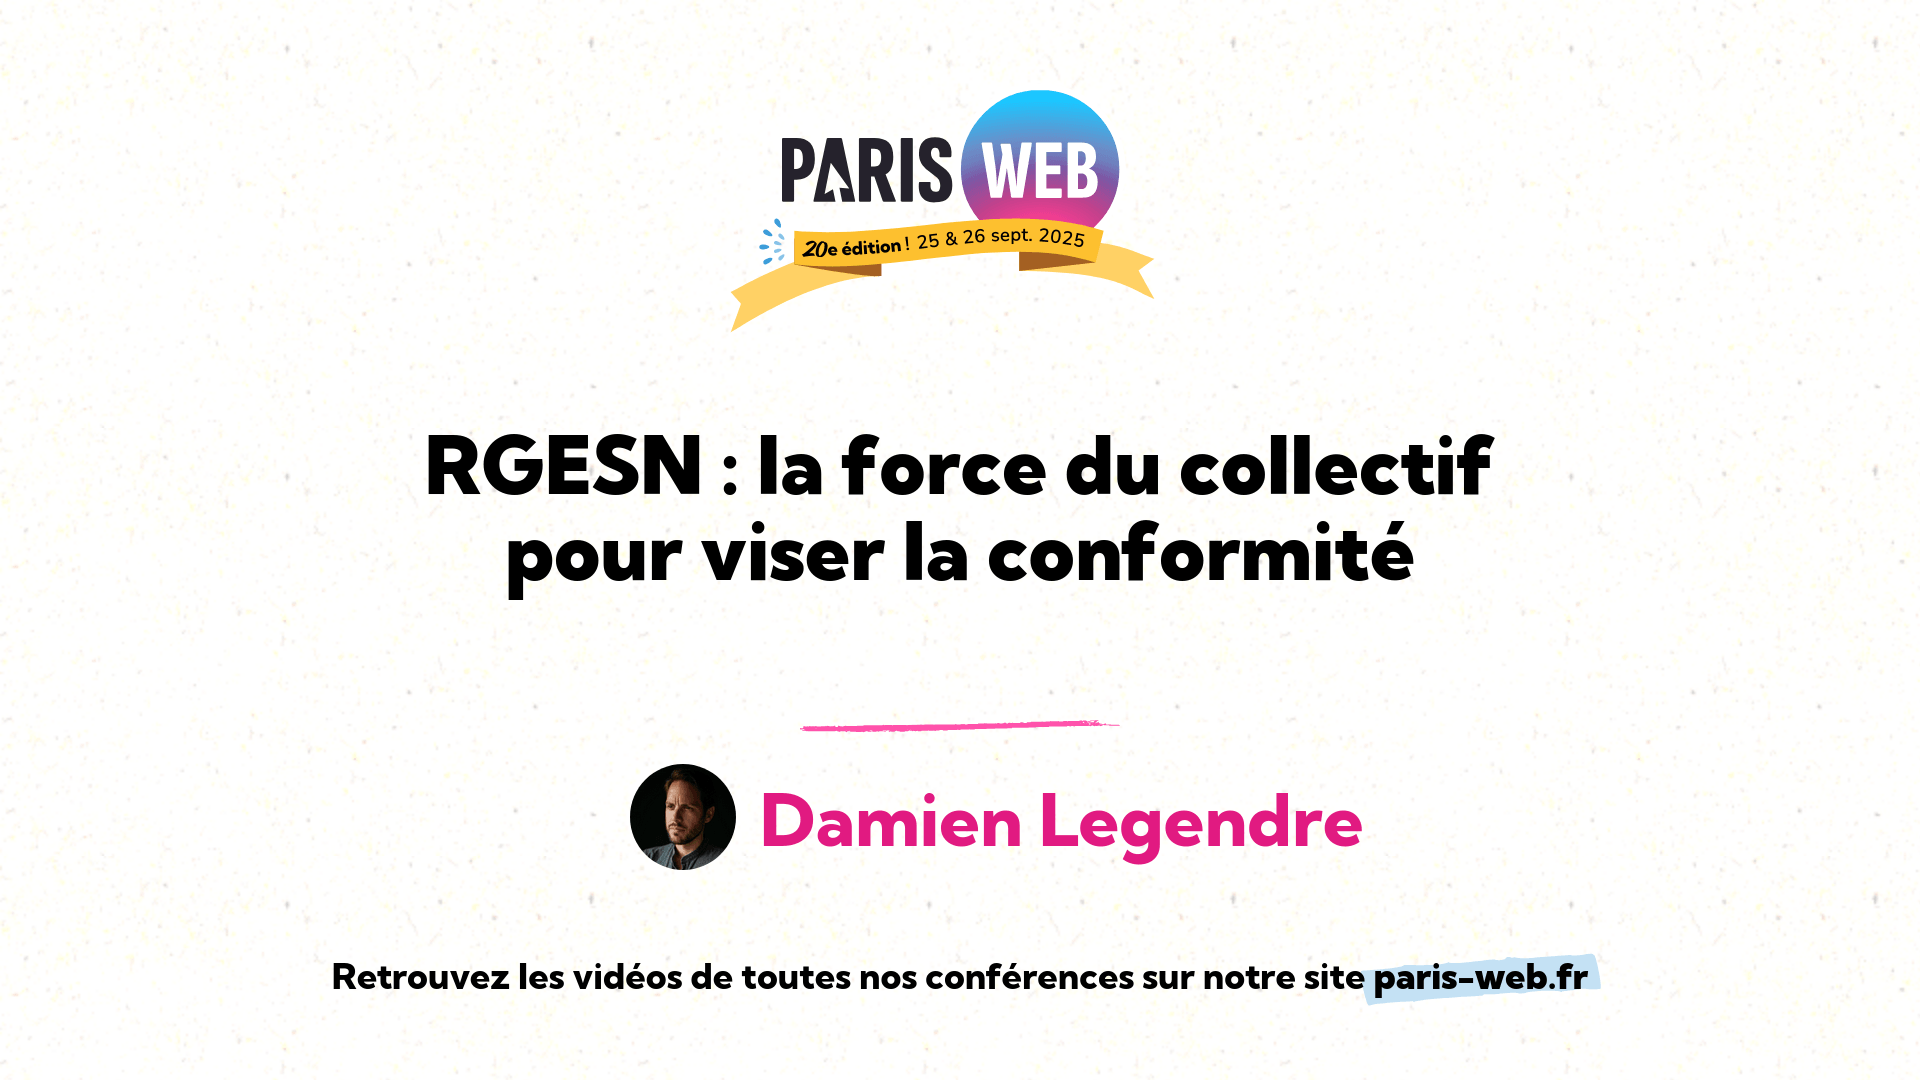 PARIS WEB
20e édition ! 25 & 26 sept. 2025
RGESN : la force du collectif
pour viser la conformité
Damien Legendre
Retrouvez les vidéos de toutes nos conférences sur notre site paris-web.fr